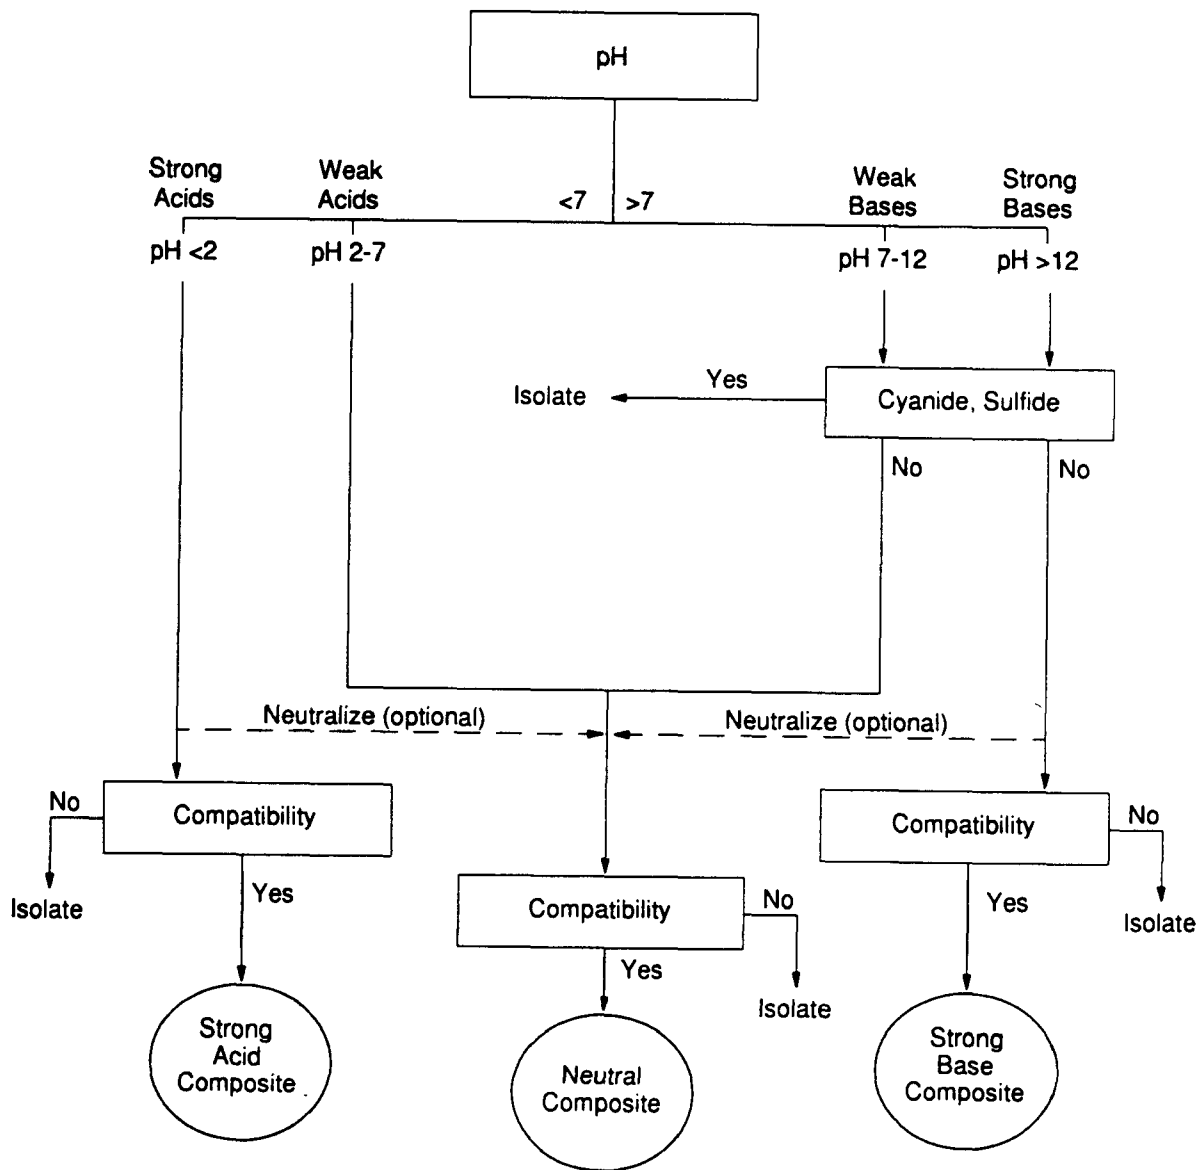 pH
Strong
Acids
Weak
Acids
<7
>7
Weak
Bases
Strong
Bases
pH <2
pH 2-7
pH 7-12
pH >12
Isolate
Yes
Cyanide, Sulfide
No
No
Neutralize (optional)
Neutralize (optional)
No
Compatibility
Compatibility
No
Isolate
Yes
Compatibility
No
Yes
Isolate
Yes
Isolate
Strong
Acid
Composite
Neutral
Composite
Strong
Base
Composite